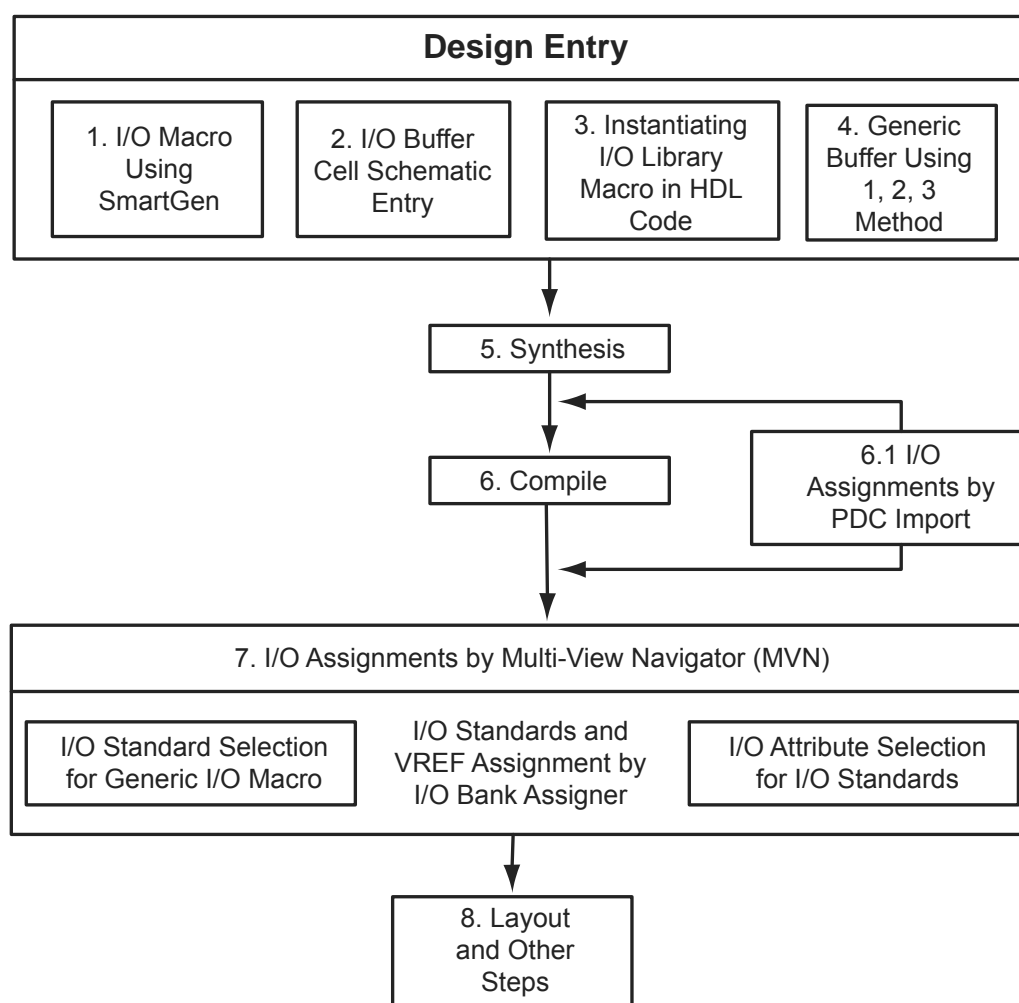 Design Entry
1. I/O Macro
Using
SmartGen
2. I/O Buffer
Cell Schematic
Entry
3. Instantiating
I/O Library
Macro in HDL
Code
4. Generic
Buffer Using
1, 2, 3
Method
5. Synthesis
6. Compile
6.1 I/O
Assignments by
PDC Import
7. I/O Assignments by Multi-View Navigator (MVN)
I/O Standard Selection
for Generic I/O Macro
I/O Standards and
VREF Assignment by
I/O Bank Assigner
I/O Attribute Selection
for I/O Standards
8. Layout
and Other
Steps